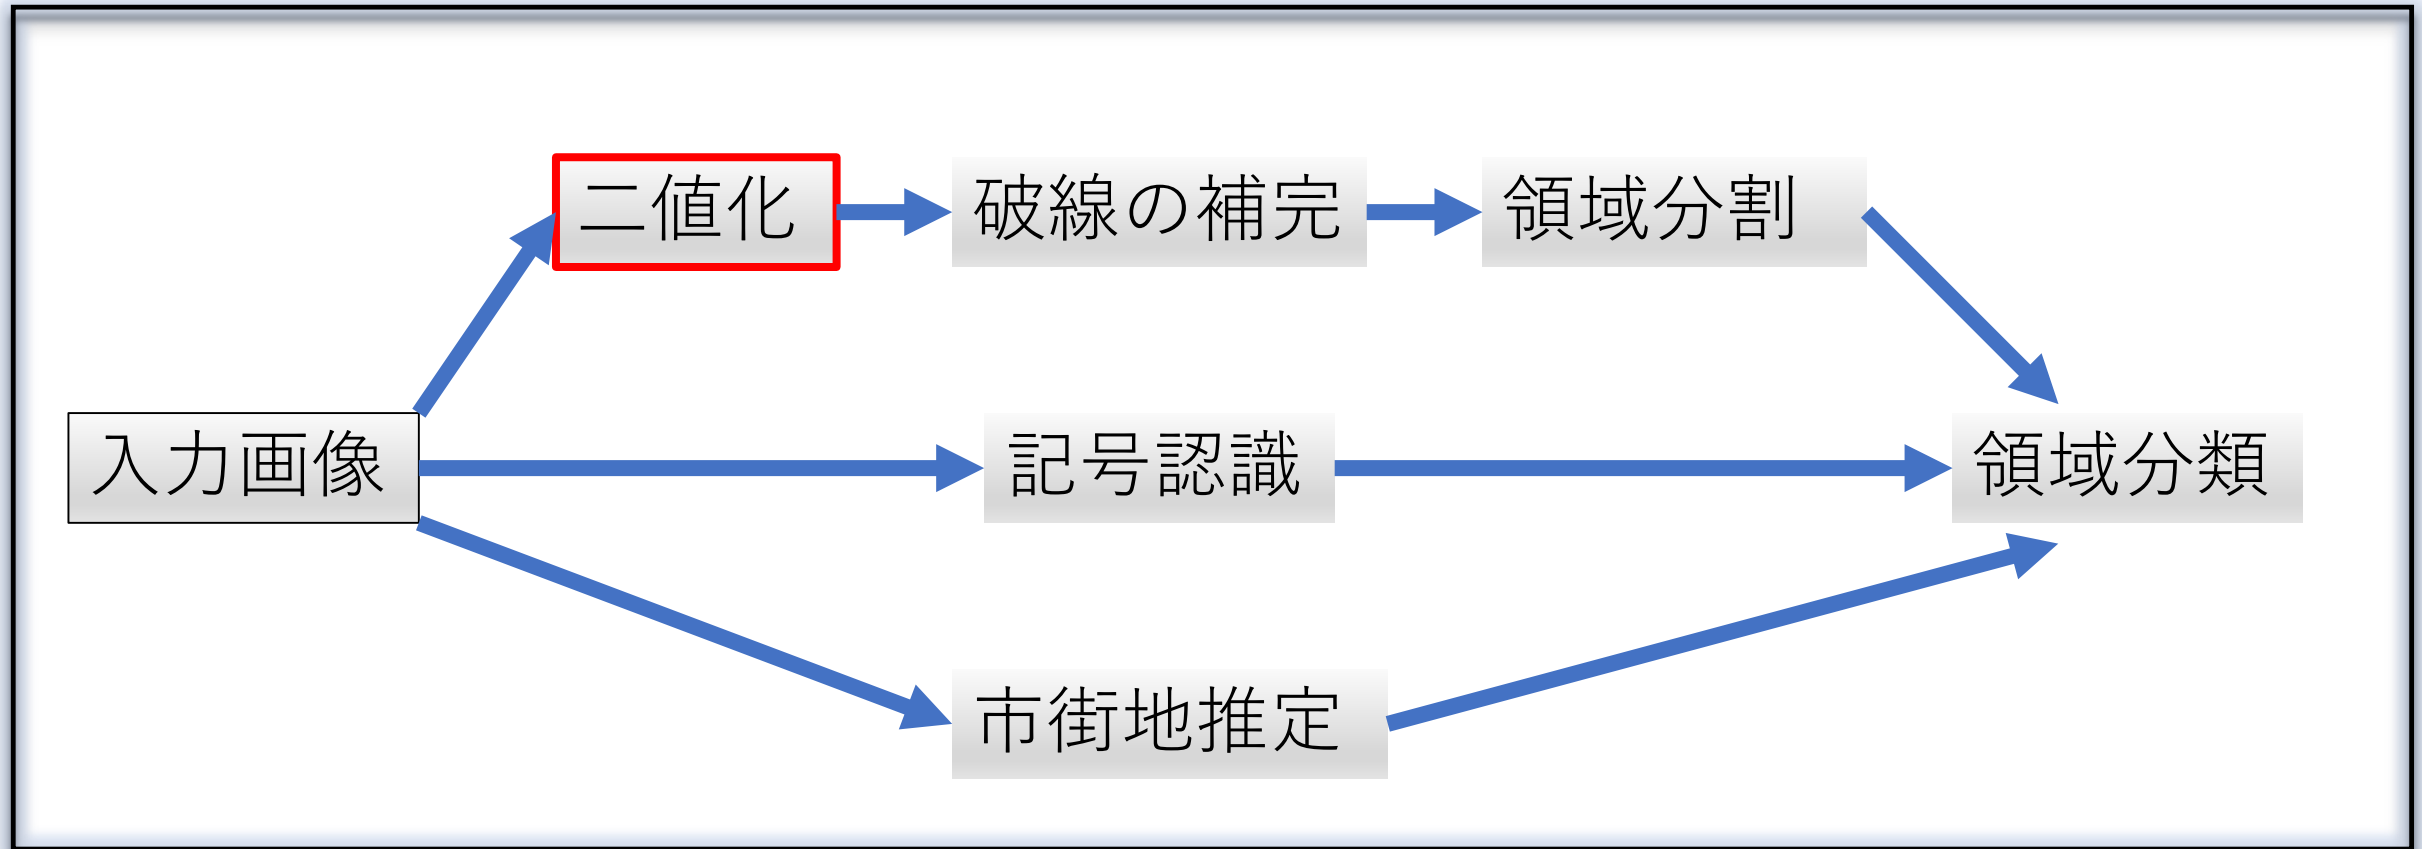 二値化
破線の補完
領域分割
入力画像
記号認識
領域分類
市街地推定